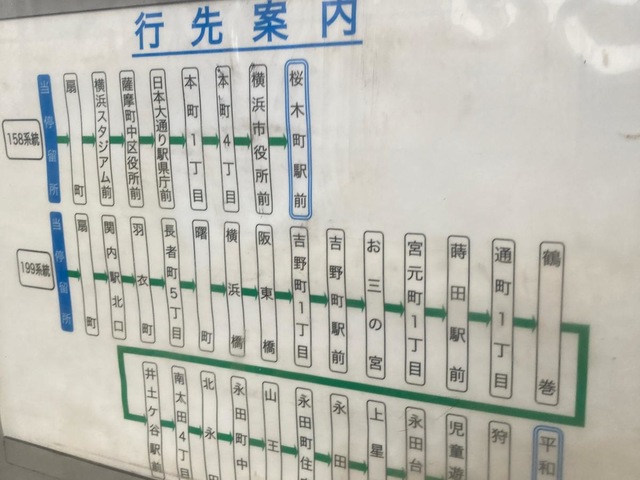 行先案内
158系統
当停留所
扇町
横浜スタジアム前
薩摩町中区役所前
日本大通り駅県庁前
本町1丁目
本町4丁目
横浜市役所前
桜木町駅前
199系統
当停留所
扇町
関内駅北口
羽衣町
長者町5丁目
曙町
横浜橋
阪東橋
吉野町1丁目
吉野町駅前
お三の宮
宮元町1丁目
蒔田駅前
通町1丁目
鶴巻
井土ケ谷駅前
南太田4丁目
北永田
永田町中
山王
永田町住
永田
上星
永田台
児童遊
狩
平和